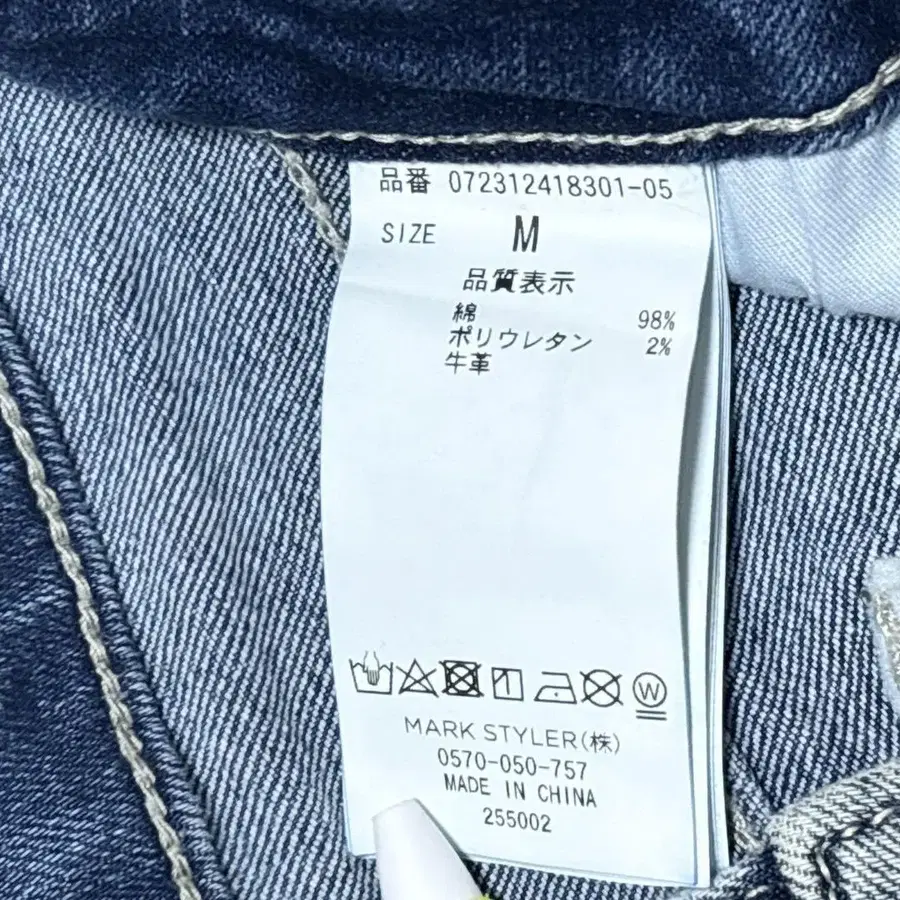 品番 072312418301-05
SIZE M
品質表示
綿 98%
ポリウレタン 2%
牛革
W
MARK STYLER(株)
0570-050-757
MADE IN CHINA
255002